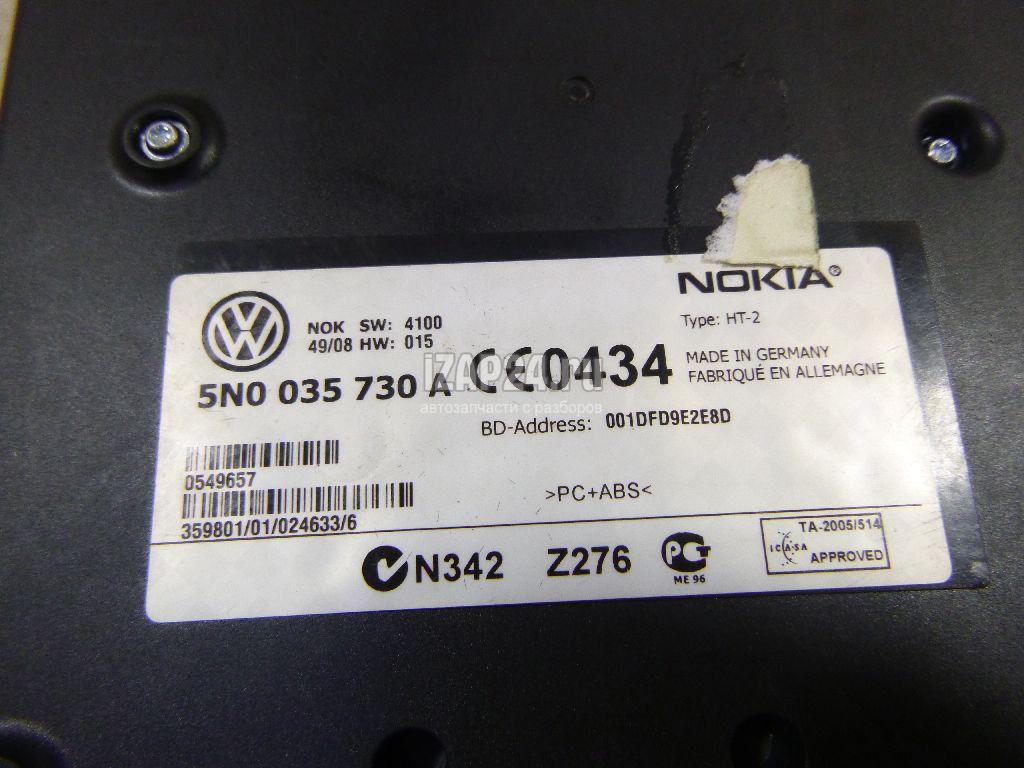 NOKIA®
Type: HT-2
NOK SW: 4100
49/08 HW: 015
5N0 035 730 A
CE0434
MADE IN GERMANY
FABRIQUÉ EN ALLEMAGNE
iZAP24.ru
автозапчасти с разборов
BD-Address: 001DFD9E2E8D
0549657
>PC+ABS<
359801/01/024633/6
N342
Z276
РСТ
ME 96
TA-2005/514
ICASA
APPROVED